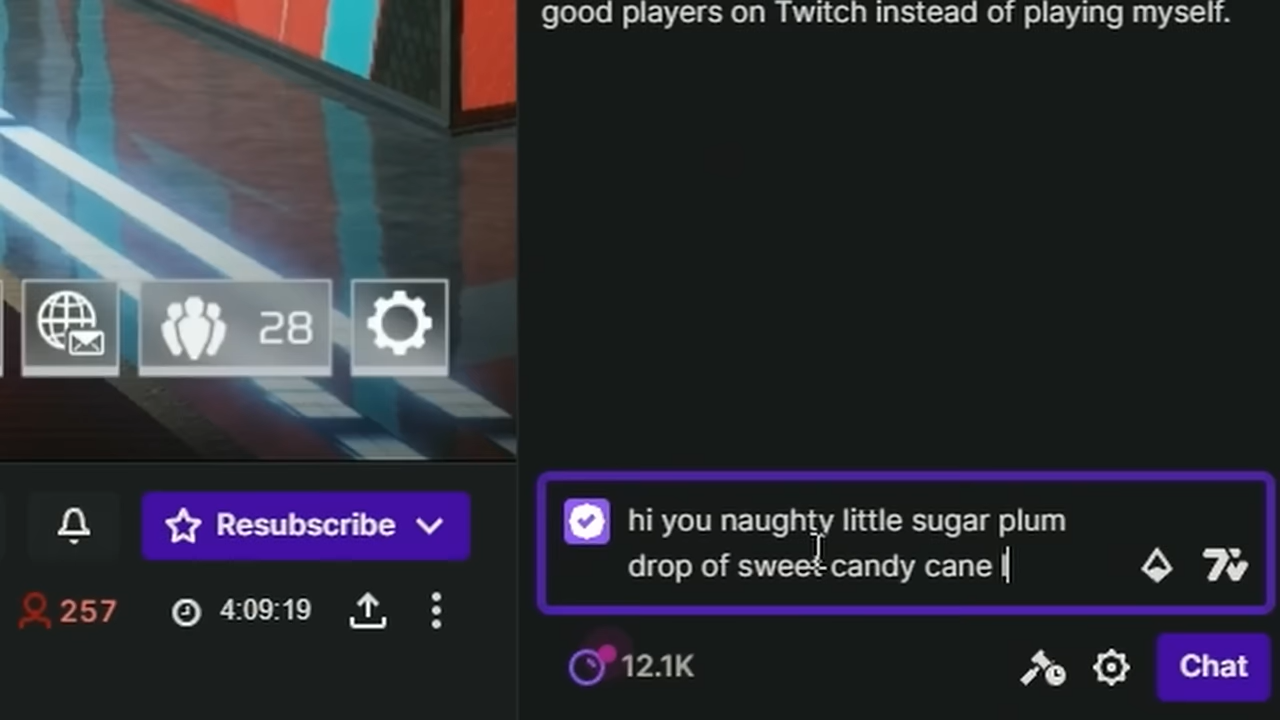 good players on Twitch instead of playing myself.
28
Resubscribe
257
4:09:19
hi you naughty little sugar plum
drop of sweet candy cane l
12.1K
Chat